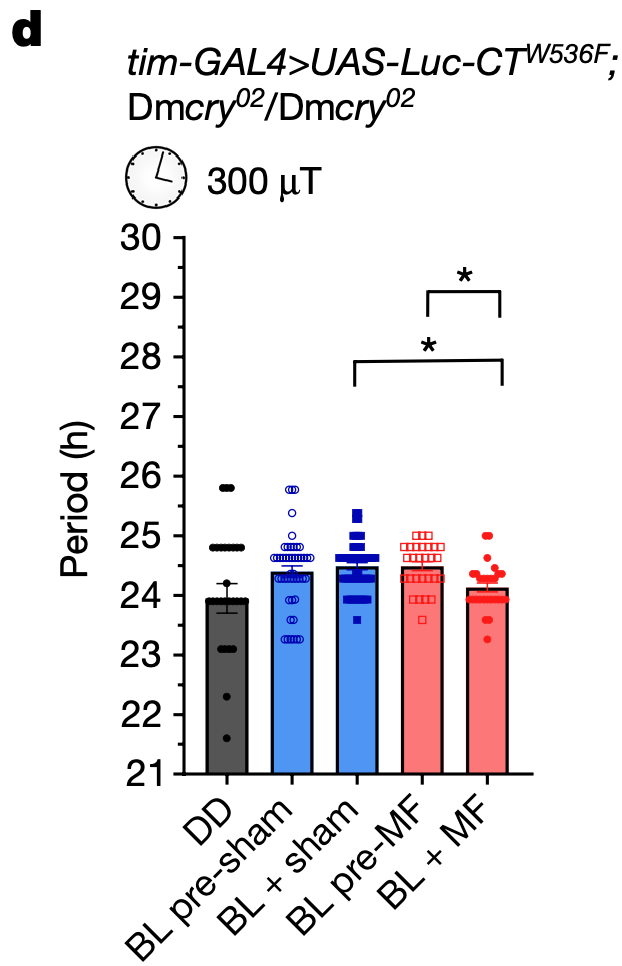 d
tim-GAL4>UAS-Luc-CT^W536F;
Dmcry^02/Dmcry^02
300 µT
30
29
28
27
26
25
24
23
22
21
Period (h)
*
*
DD
BL pre-sham
BL + sham
BL pre-MF
BL + MF